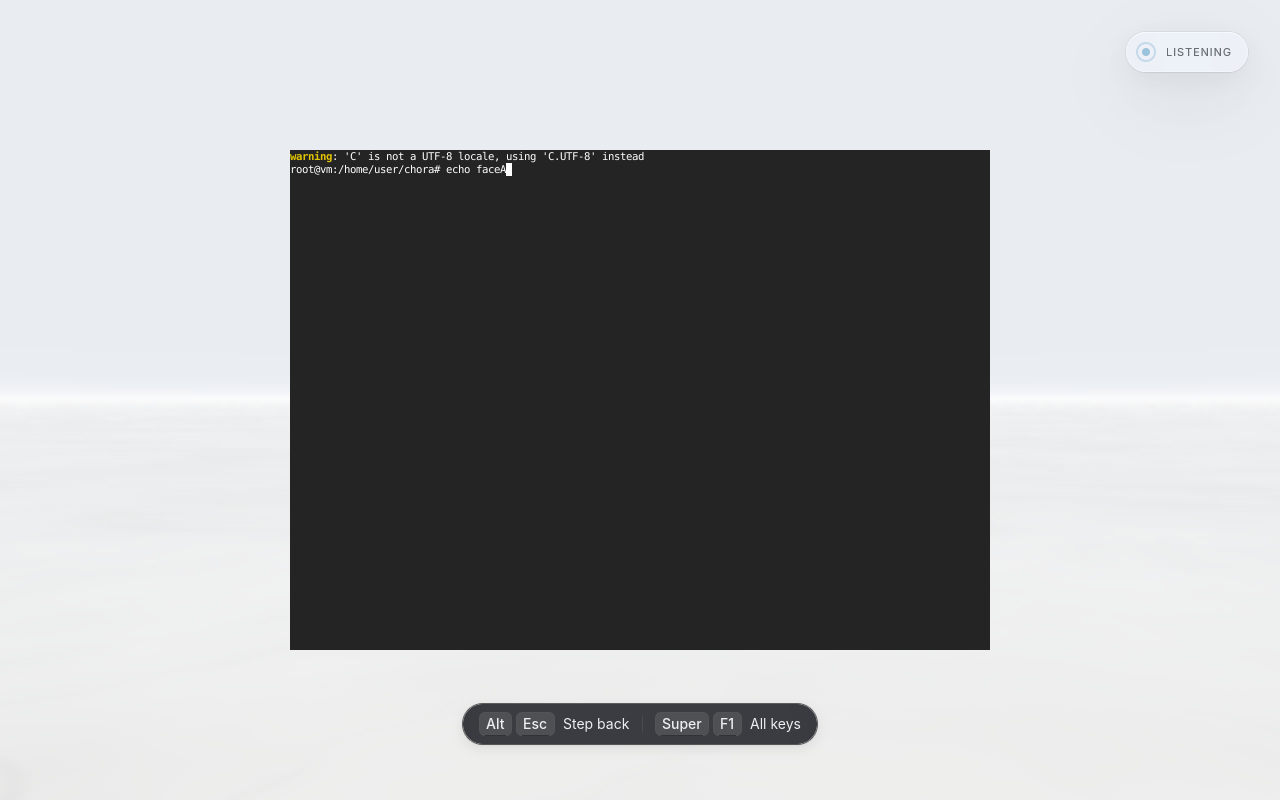 LISTENING
warning: 'C' is not a UTF-8 locale, using 'C.UTF-8' instead
root@vm:/home/user/chora# echo faceA
Alt Esc Step back Super F1 All keys